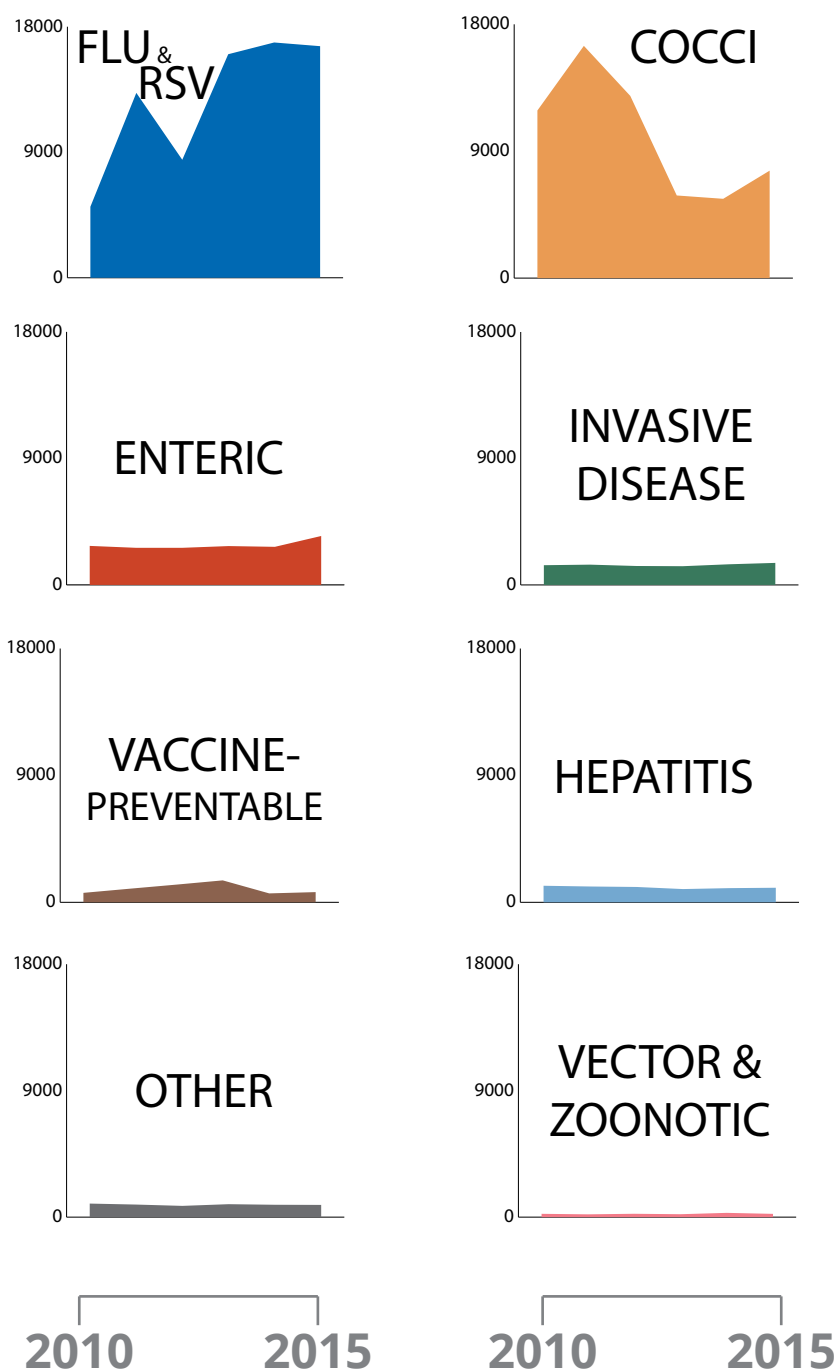 18000
FLU &
RSV
9000
0
18000
COCCI
9000
0
18000
ENTERIC
9000
0
18000
INVASIVE
9000
DISEASE
0
18000
VACCINE-
9000
PREVENTABLE
0
18000
9000
HEPATITIS
0
18000
9000
OTHER
0
18000
VECTOR &
9000
ZOONOTIC
0
2010 2015
2010 2015